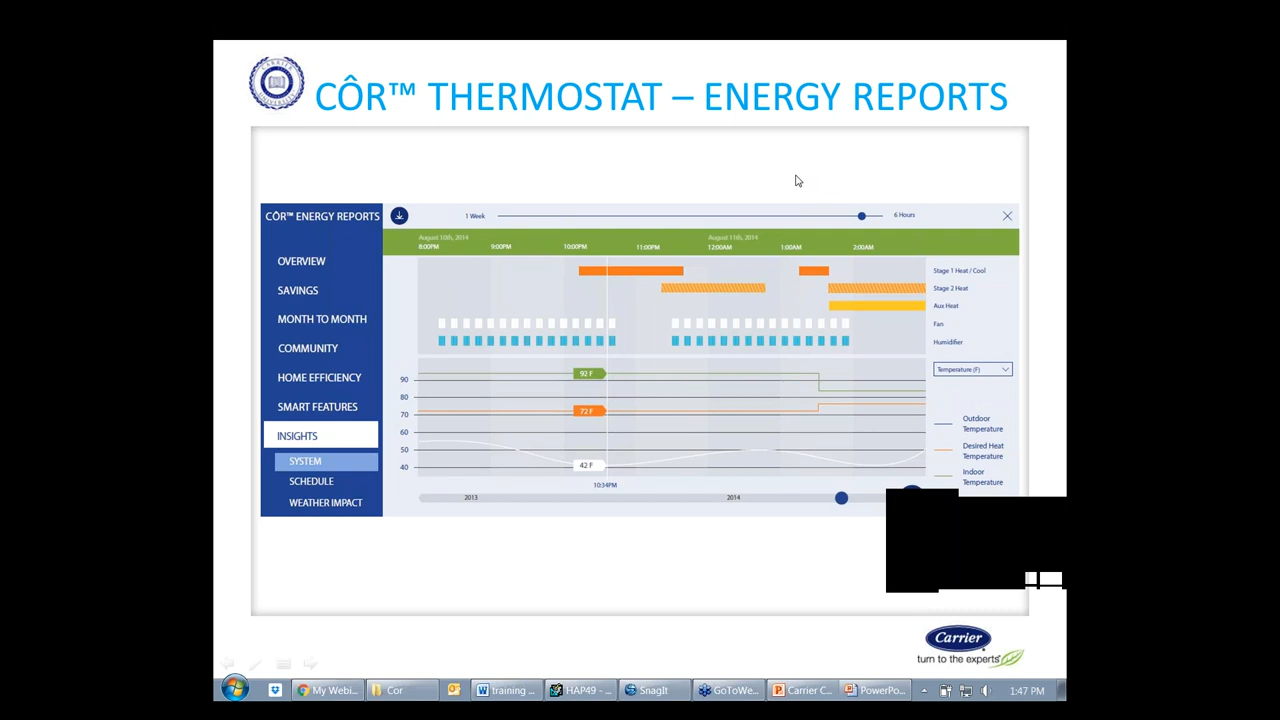 CÔR™ THERMOSTAT – ENERGY REPORTS
CÔR™ ENERGY REPORTS
1 Week
6 Hours
August 10th, 2014
August 11th, 2014
8:00PM 9:00PM 10:00PM 11:00PM 12:00AM 1:00AM 2:00AM
OVERVIEW
SAVINGS
MONTH TO MONTH
COMMUNITY
HOME EFFICIENCY
SMART FEATURES
INSIGHTS
SYSTEM
SCHEDULE
WEATHER IMPACT
Stage 1 Heat / Cool
Stage 2 Heat
Aux Heat
Fan
Humidifier
Temperature (F)
90
80
70
60
50
40
92 F
72 F
42 F
10:34PM
2013
2014
Outdoor
Temperature
Desired Heat
Temperature
Indoor
Temperature
Carrier
turn to the experts
My Webi...
Cor
training ...
HAP49 - ...
SnagIt
GoToWe...
Carrier C...
PowerPo...
1:47 PM